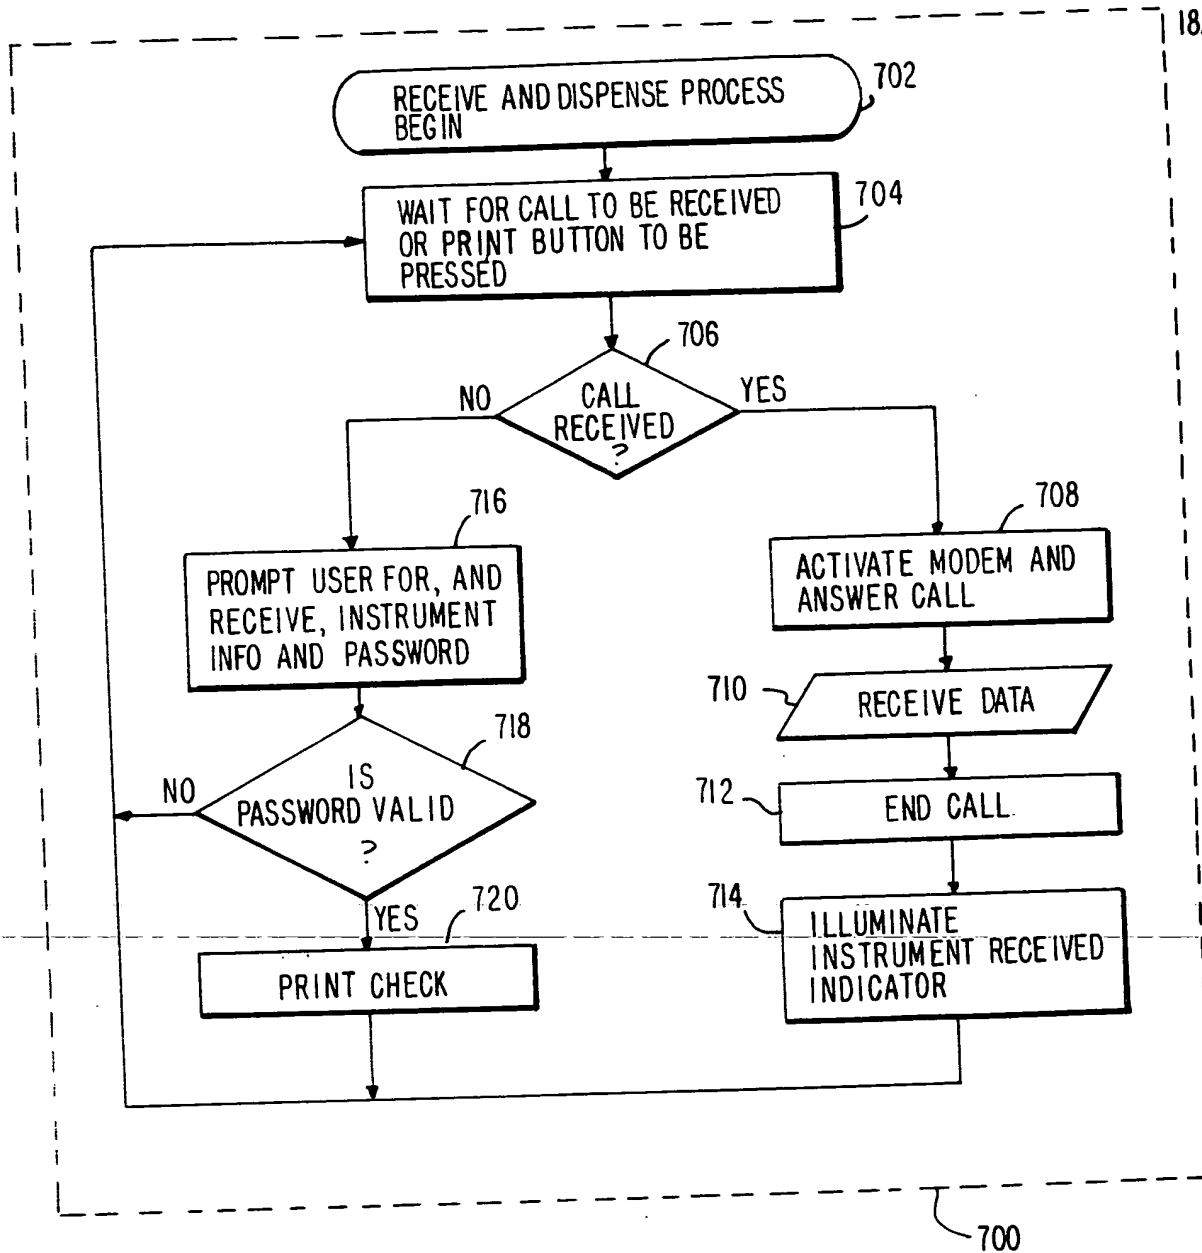 18.
RECEIVE AND DISPENSE PROCESS
BEGIN
702
WAIT FOR CALL TO BE RECEIVED
OR PRINT BUTTON TO BE
PRESSED
704
706
NO
CALL
RECEIVED
?
YES
716
PROMPT USER FOR, AND
RECEIVE, INSTRUMENT
INFO AND PASSWORD
708
ACTIVATE MODEM AND
ANSWER CALL
710
RECEIVE DATA
718
NO
IS
PASSWORD VALID
?
YES
712
END CALL
720
PRINT CHECK
714
ILLUMINATE
INSTRUMENT RECEIVED
INDICATOR
700